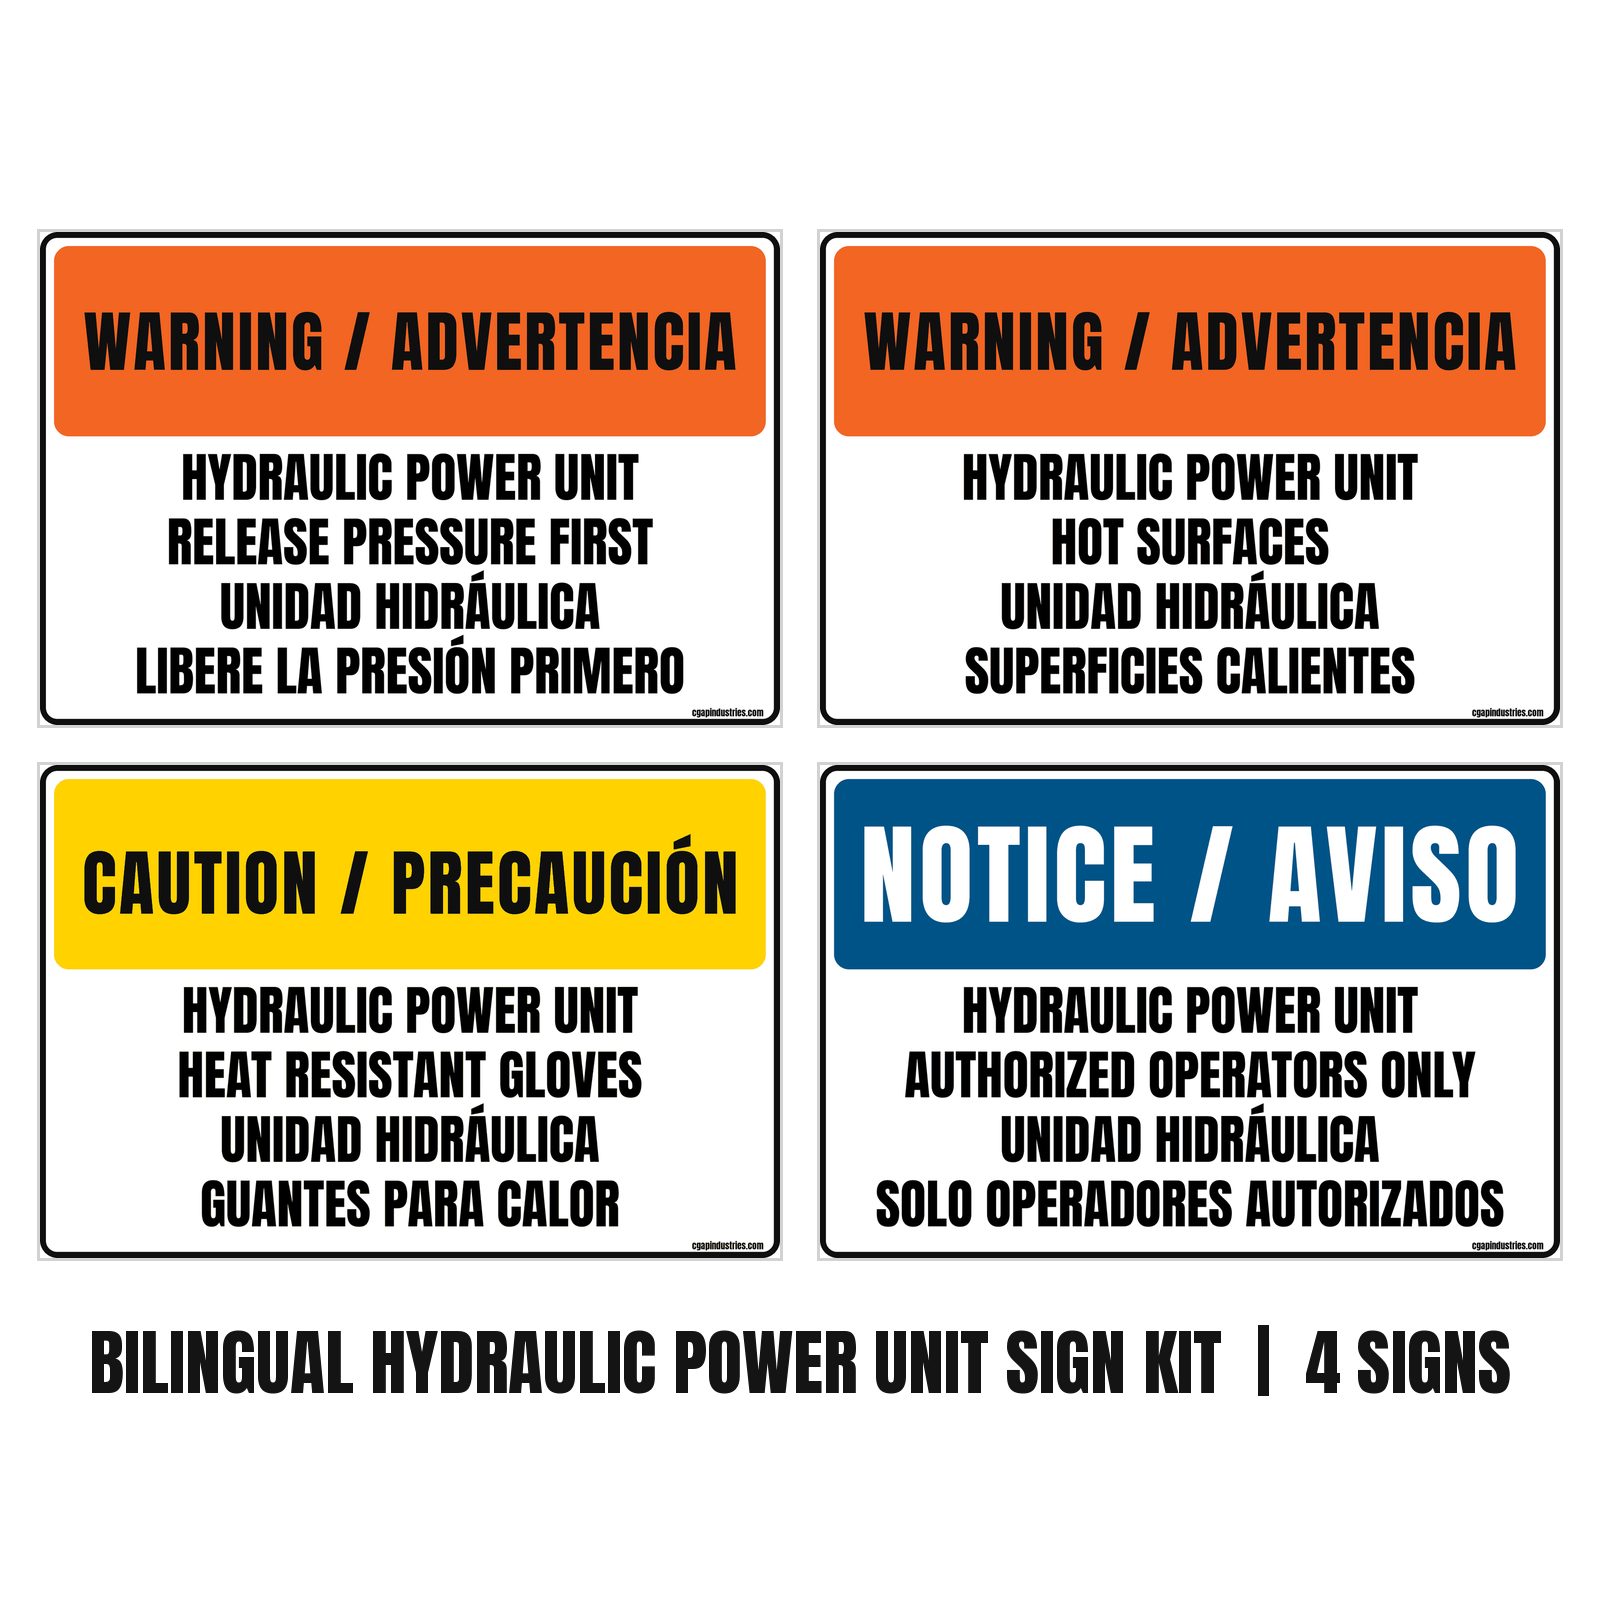 WARNING / ADVERTENCIA
HYDRAULIC POWER UNIT
RELEASE PRESSURE FIRST
UNIDAD HIDRÁULICA
LIBERE LA PRESIÓN PRIMERO
cgapindustries.com
WARNING / ADVERTENCIA
HYDRAULIC POWER UNIT
HOT SURFACES
UNIDAD HIDRÁULICA
SUPERFICIES CALIENTES
cgapindustries.com
CAUTION / PRECAUCIÓN
HYDRAULIC POWER UNIT
HEAT RESISTANT GLOVES
UNIDAD HIDRÁULICA
GUANTES PARA CALOR
cgapindustries.com
NOTICE / AVISO
HYDRAULIC POWER UNIT
AUTHORIZED OPERATORS ONLY
UNIDAD HIDRÁULICA
SOLO OPERADORES AUTORIZADOS
cgapindustries.com
BILINGUAL HYDRAULIC POWER UNIT SIGN KIT | 4 SIGNS